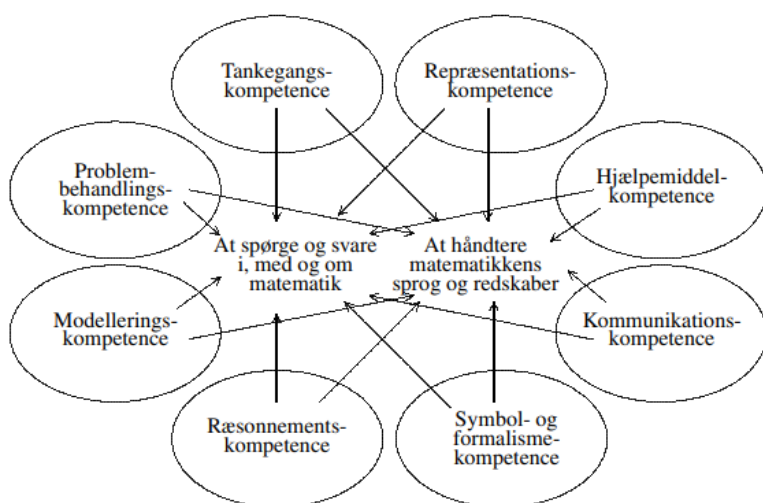 Tankegangs-
kompetence
Repræsentations-
kompetence
Problem-
behandlings-
kompetence
Hjælpemiddel-
kompetence
At spørge og svare
i, med og om
matematik
At håndtere
matematikkens
sprog og redskaber
Modellerings-
kompetence
Kommunikations-
kompetence
Ræsonnements-
kompetence
Symbol- og
formalisme-
kompetence